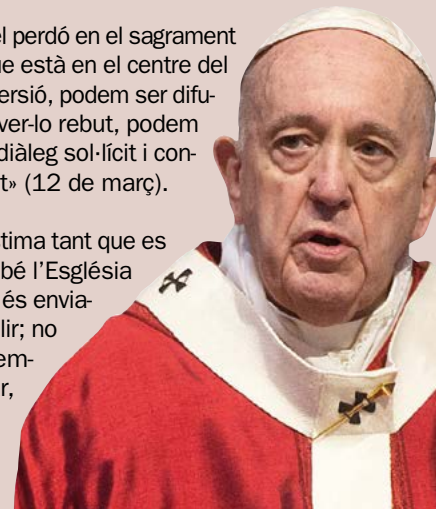 el perdó en el sagrament
ue està en el centre del
ersió, podem ser difu-
ver-lo rebut, podem
diàleg sol·lícit i con-
t» (12 de març).
stima tant que es
bé l’Església
és envia-
lir; no
em-
r,